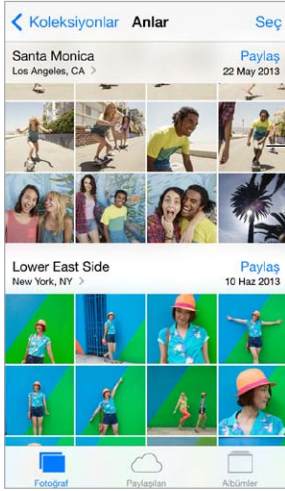 Koleksiyonlar Anlar Seç
Santa Monica Paylaş
Los Angeles, CA > 22 May 2013
Lower East Side Paylaş
New York, NY > 10 Haz 2013
Fotoğraf Paylaşılan Albümler